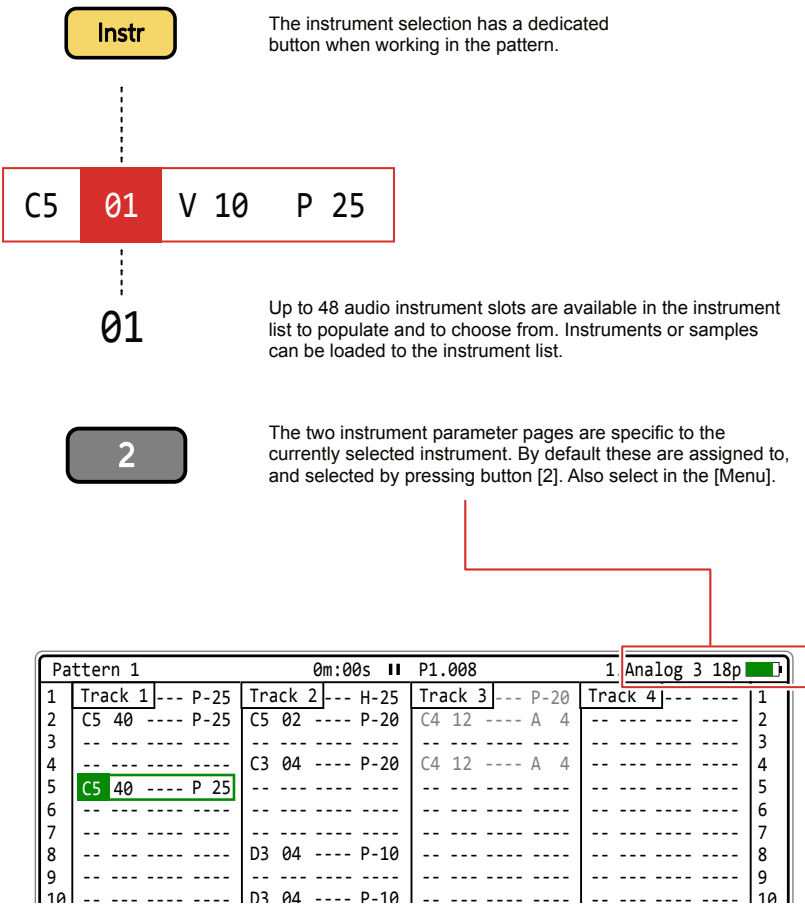 Instr
The instrument selection has a dedicated
button when working in the pattern.
C5 01 V 10 P 25
01
Up to 48 audio instrument slots are available in the instrument
list to populate and to choose from. Instruments or samples
can be loaded to the instrument list.
2
The two instrument parameter pages are specific to the
currently selected instrument. By default these are assigned to,
and selected by pressing button [2]. Also select in the [Menu].
Pattern 1 0m:00s P1.008 1.Analog 3 18p
1 Track 1 --- P-25 Track 2 --- H-25 Track 3 --- P-20 Track 4 --- ---- 1
2 C5 40 ---- P-25 C5 02 ---- P-20 C4 12 ---- A 4 -- --- ---- ---- 2
3 -- --- ---- ---- -- --- ---- ---- -- --- ---- ---- -- --- ---- ---- 3
4 -- --- ---- ---- C3 04 ---- P-20 C4 12 ---- A 4 -- --- ---- ---- 4
5 C5 40 ---- P 25 -- --- ---- ---- -- --- ---- ---- -- --- ---- ---- 5
6 -- --- ---- ---- -- --- ---- ---- -- --- ---- ---- -- --- ---- ---- 6
7 -- --- ---- ---- -- --- ---- ---- -- --- ---- ---- -- --- ---- ---- 7
8 -- --- ---- ---- D3 04 ---- P-10 -- --- ---- ---- -- --- ---- ---- 8
9 -- --- ---- ---- -- --- ---- ---- -- --- ---- ---- -- --- ---- ---- 9
10 -- --- ---- ---- D3 04 ---- P-10 -- --- ---- ---- -- --- ---- ---- 10